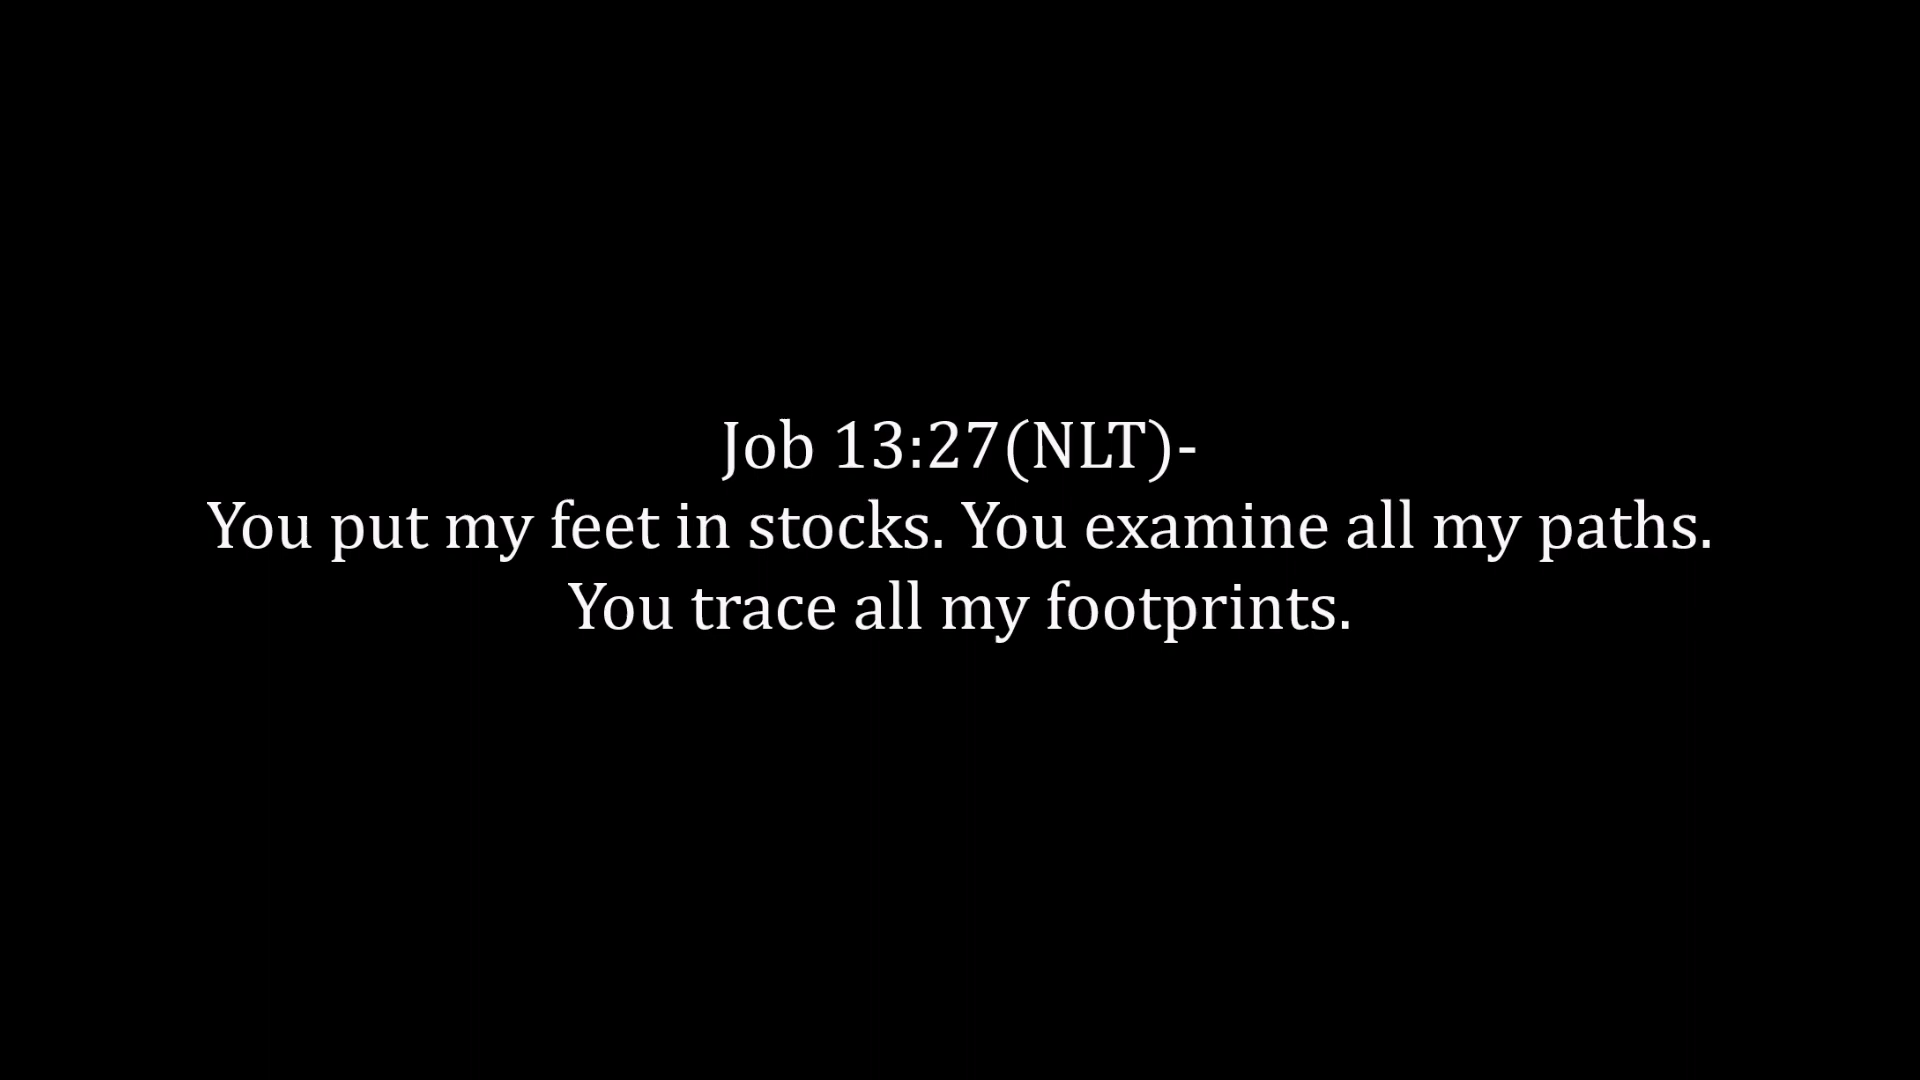 Job 13:27(NLT)-
You put my feet in stocks. You examine all my paths.
You trace all my footprints.